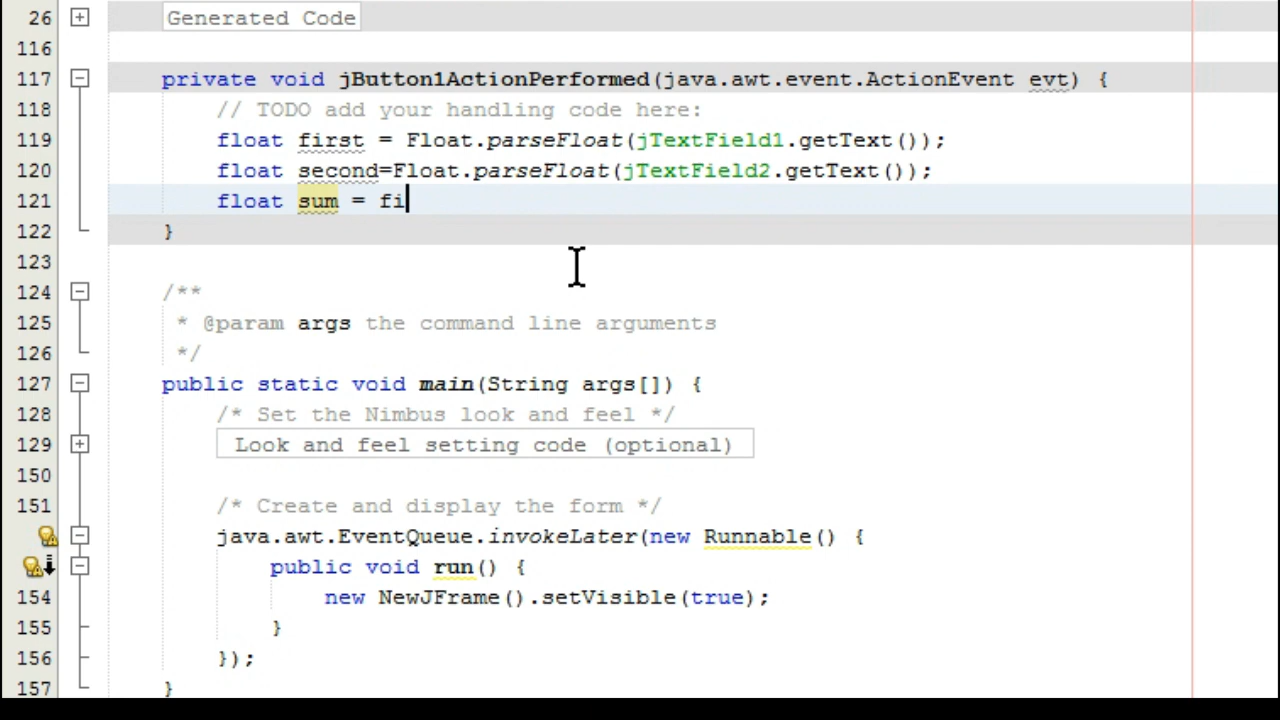 26 Generated Code
116
117 private void jButton1ActionPerformed(java.awt.event.ActionEvent evt) {
118 // TODO add your handling code here:
119 float first = Float.parseFloat(jTextField1.getText());
120 float second=Float.parseFloat(jTextField2.getText());
121 float sum = fi
122 }
123
124 /**
125 * @param args the command line arguments
126 */
127 public static void main(String args[]) {
128 /* Set the Nimbus look and feel */
129 Look and feel setting code (optional)
150
151 /* Create and display the form */
java.awt.EventQueue.invokeLater(new Runnable() {
public void run() {
154 new NewJFrame().setVisible(true);
155 }
156 });
157 }